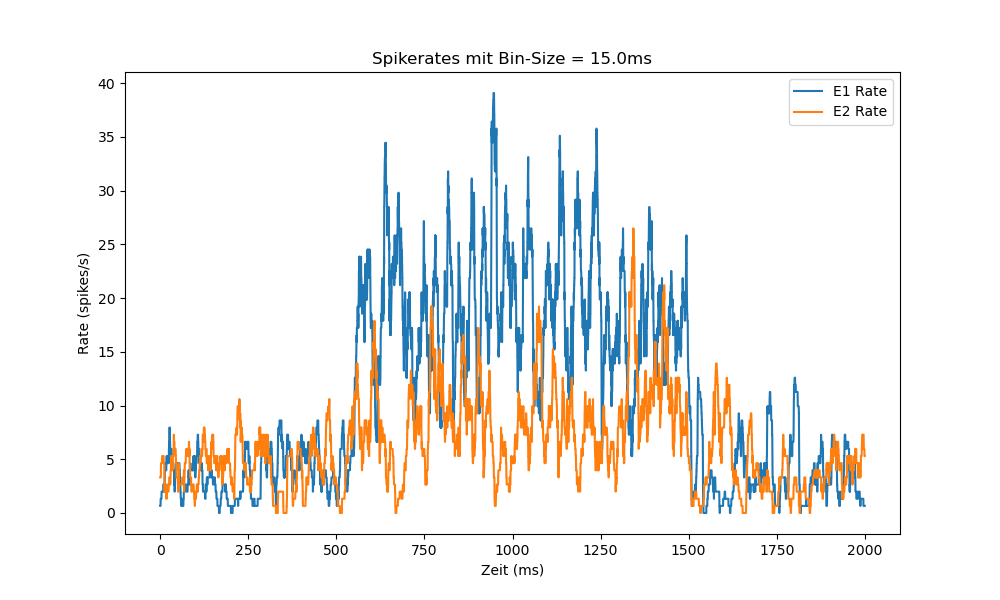 Spikerates mit Bin-Size = 15.0ms
E1 Rate
E2 Rate
Rate (spikes/s)
40
35
30
25
20
15
10
5
0
0 250 500 750 1000 1250 1500 1750 2000
Zeit (ms)